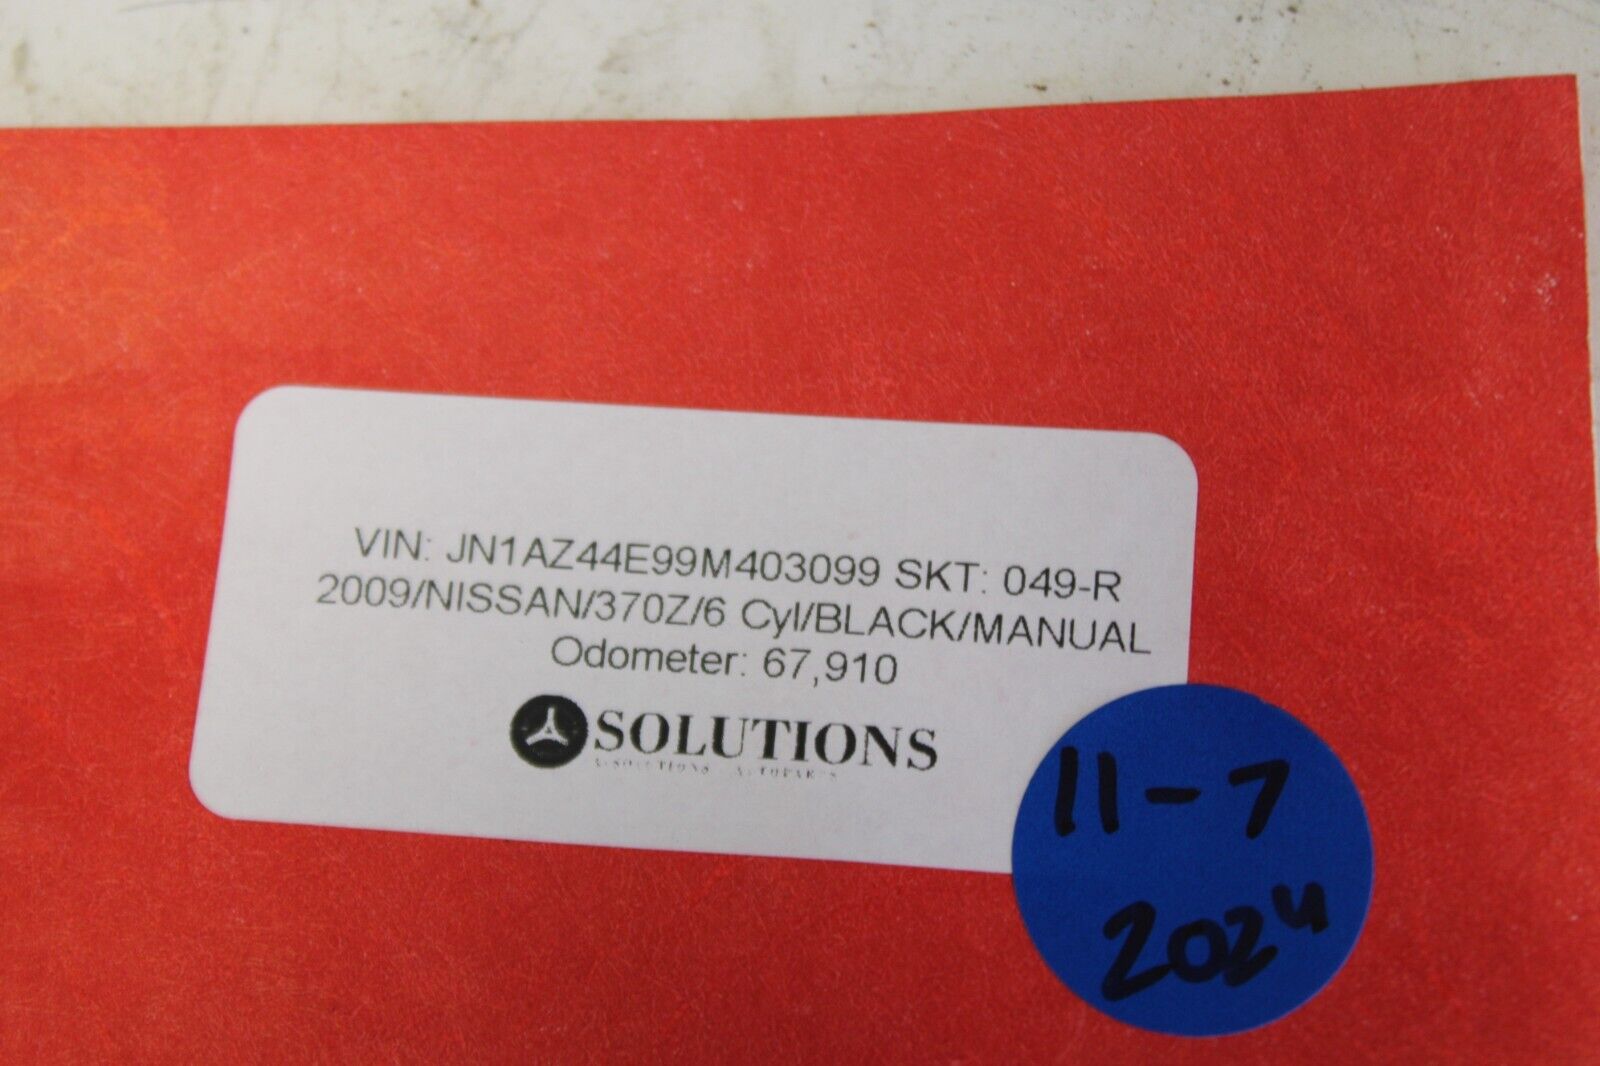 VIN: JN1AZ44E99M403099 SKT: 049-R
2009/NISSAN/370Z/6 Cyl/BLACK/MANUAL
Odometer: 67,910
SOLUTIONS
11-7
2024